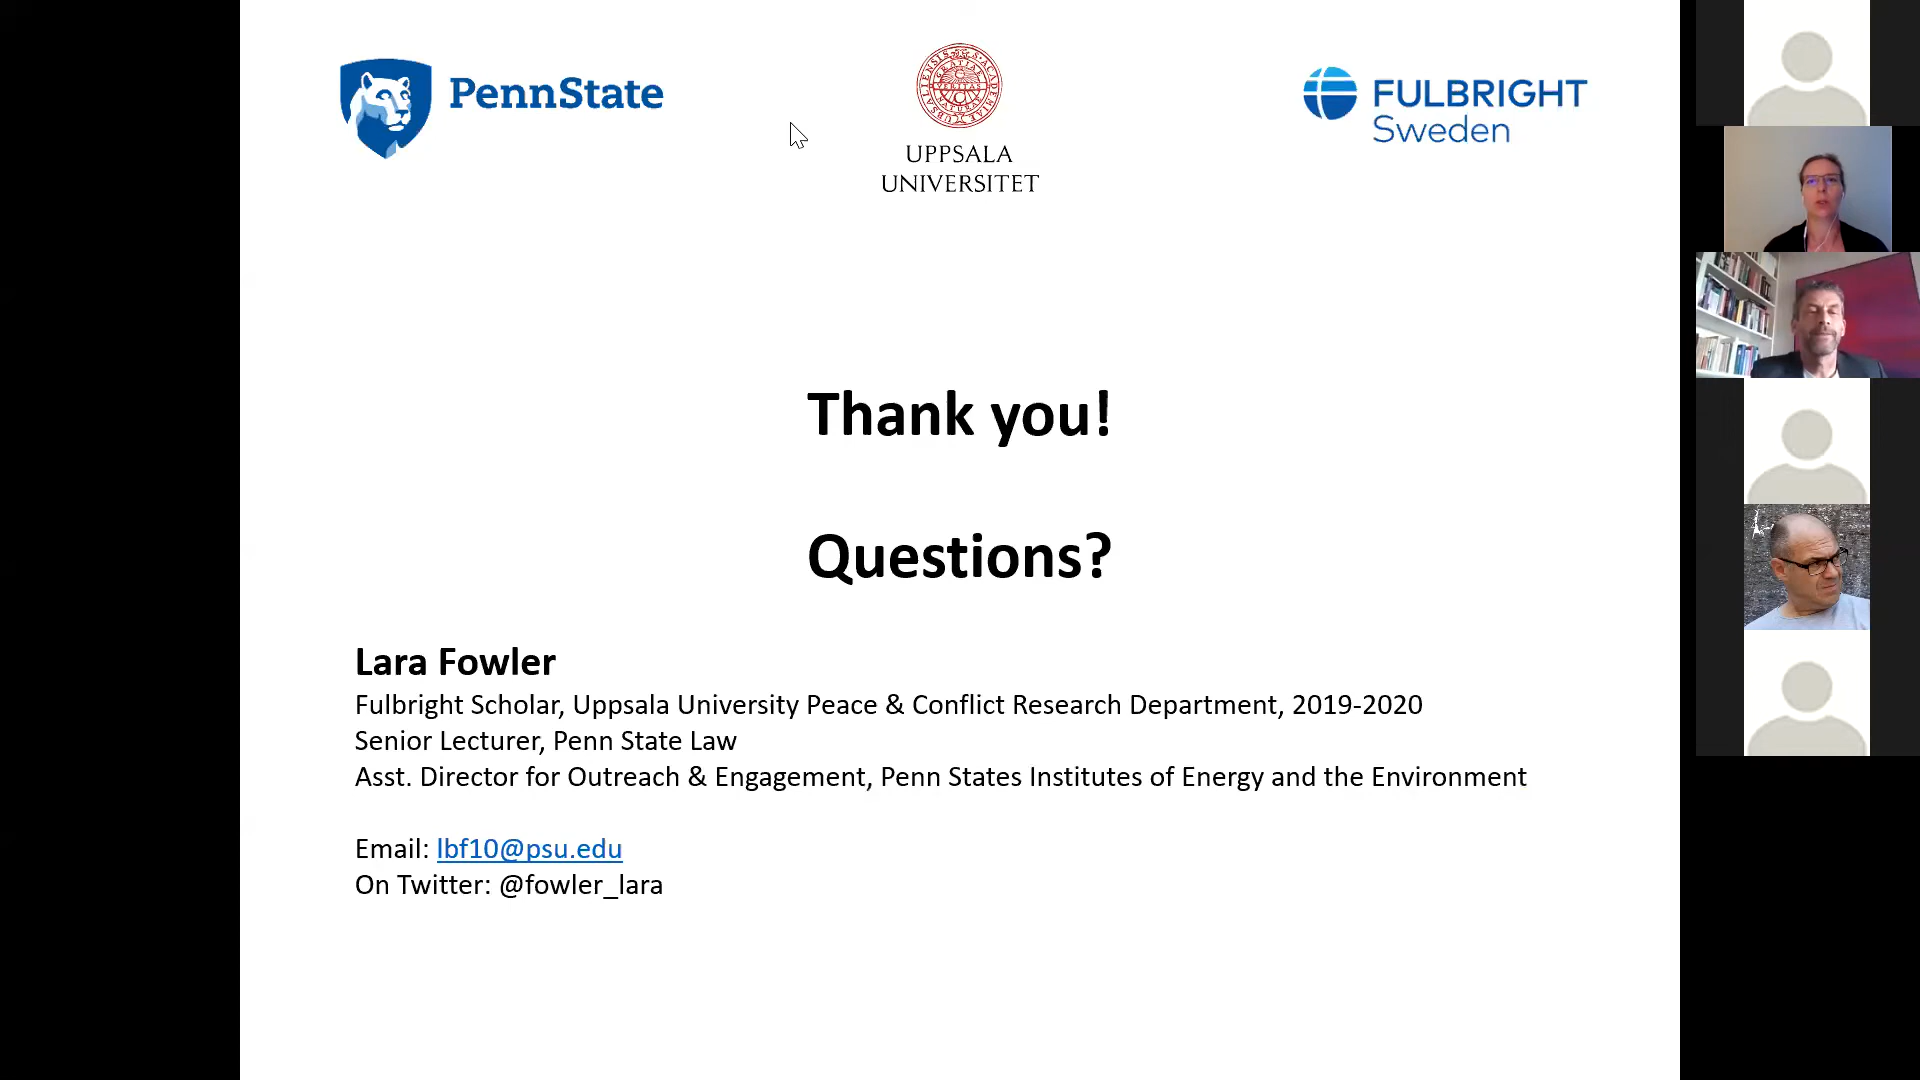 PennState
UPPSALA
UNIVERSITET
FULBRIGHT
Sweden
Thank you!
Questions?
Lara Fowler
Fulbright Scholar, Uppsala University Peace & Conflict Research Department, 2019-2020
Senior Lecturer, Penn State Law
Asst. Director for Outreach & Engagement, Penn States Institutes of Energy and the Environment
Email: lbf10@psu.edu
On Twitter: @fowler_lara